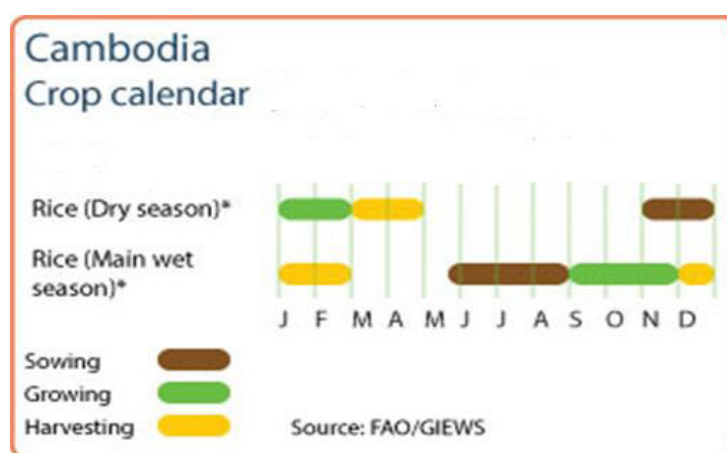 Cambodia
Crop calendar
Rice (Dry season)*
Rice (Main wet
season)*
J F M A M J J A S O N D
Sowing
Growing
Harvesting
Source: FAO/GIEWS